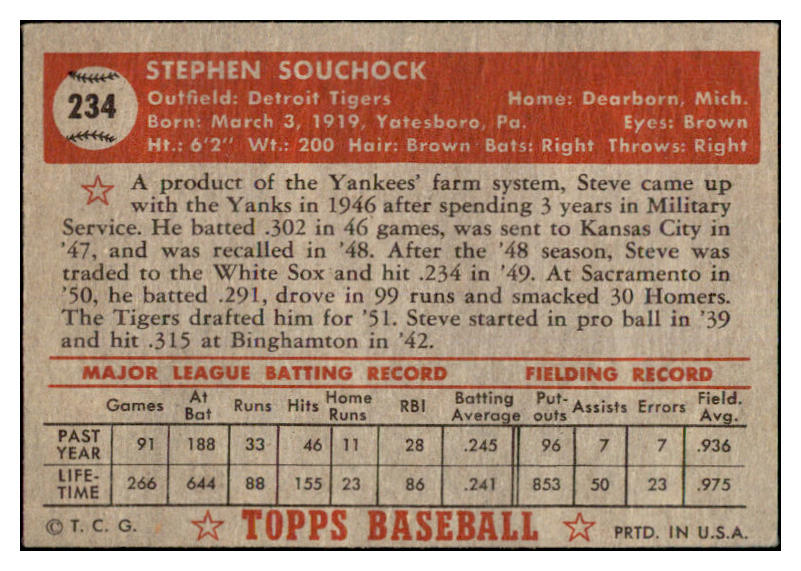 234
STEPHEN SOUCHOCK
Outfield: Detroit Tigers Home: Dearborn, Mich.
Born: March 3, 1919, Yatesboro, Pa. Eyes: Brown
Ht.: 6'2" Wt.: 200 Hair: Brown Bats: Right Throws: Right
A product of the Yankees' farm system, Steve came up
with the Yanks in 1946 after spending 3 years in Military
Service. He batted .302 in 46 games, was sent to Kansas City in
'47, and was recalled in '48. After the '48 season, Steve was
traded to the White Sox and hit .234 in '49. At Sacramento in
'50, he batted .291, drove in 99 runs and smacked 30 Homers.
The Tigers drafted him for '51. Steve started in pro ball in '39
and hit .315 at Binghamton in '42.
MAJOR LEAGUE BATTING RECORD FIELDING RECORD
Games At Bat Runs Hits Home Runs RBI Batting Average Put-outs Assists Errors Field. Avg.
PAST YEAR 91 188 33 46 11 28 .245 96 7 7 .936
LIFE-TIME 266 644 88 155 23 86 .241 853 50 23 .975
© T. C. G. TOPPS BASEBALL PRTD. IN U.S.A.